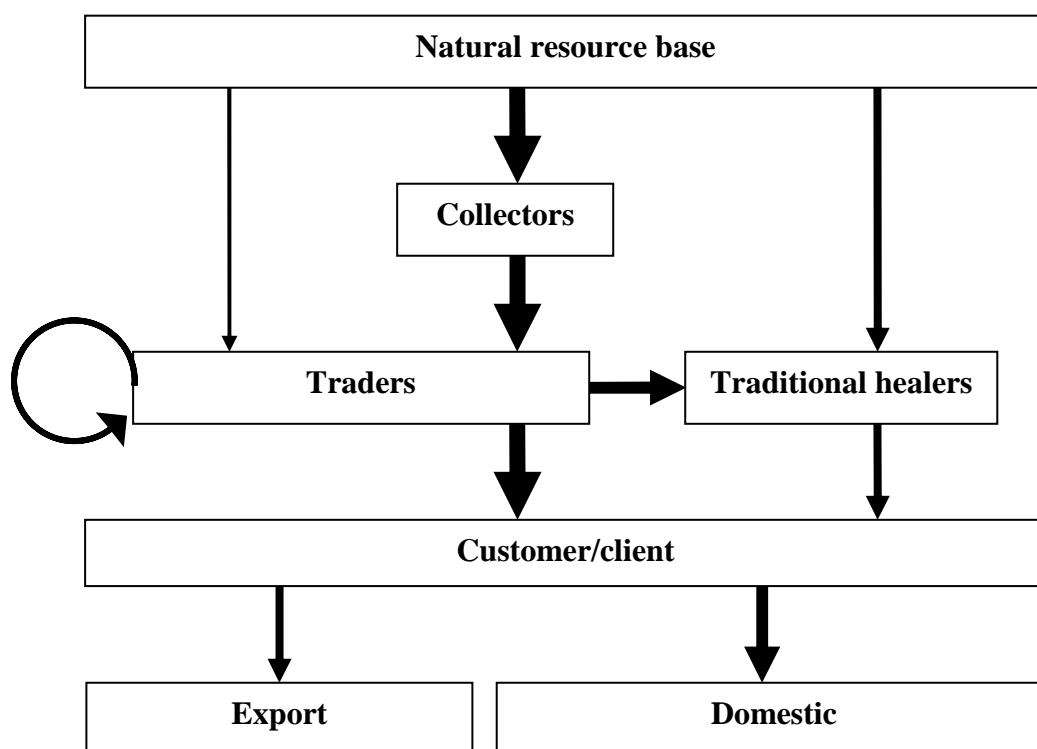 Natural resource base
Collectors
Traders
Traditional healers
Customer/client
Export
Domestic